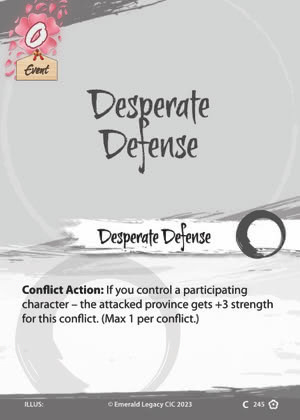 0
Event
Desperate
Defense
Desperate Defense
Conflict Action: If you control a participating
character – the attacked province gets +3 strength
for this conflict. (Max 1 per conflict.)
ILLUS: © Emerald Legacy CIC 2023 C 245